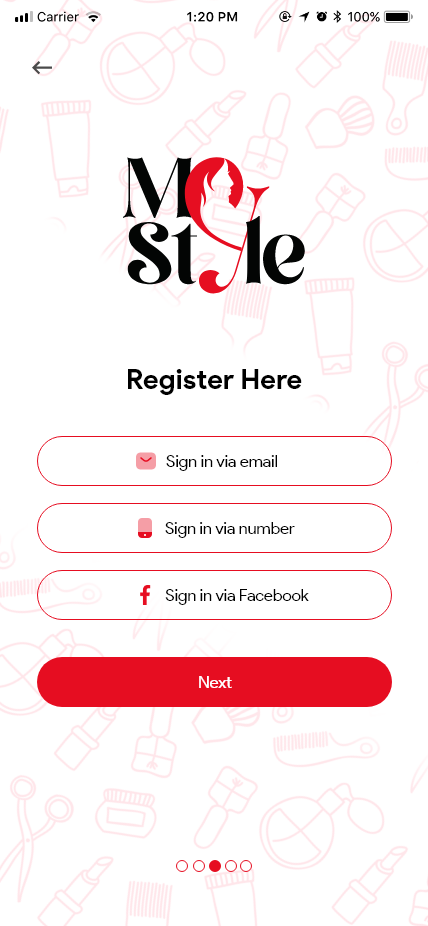 Carrier 1:20 PM 100%
Mo
Style
Register Here
Sign in via email
Sign in via number
Sign in via Facebook
Next